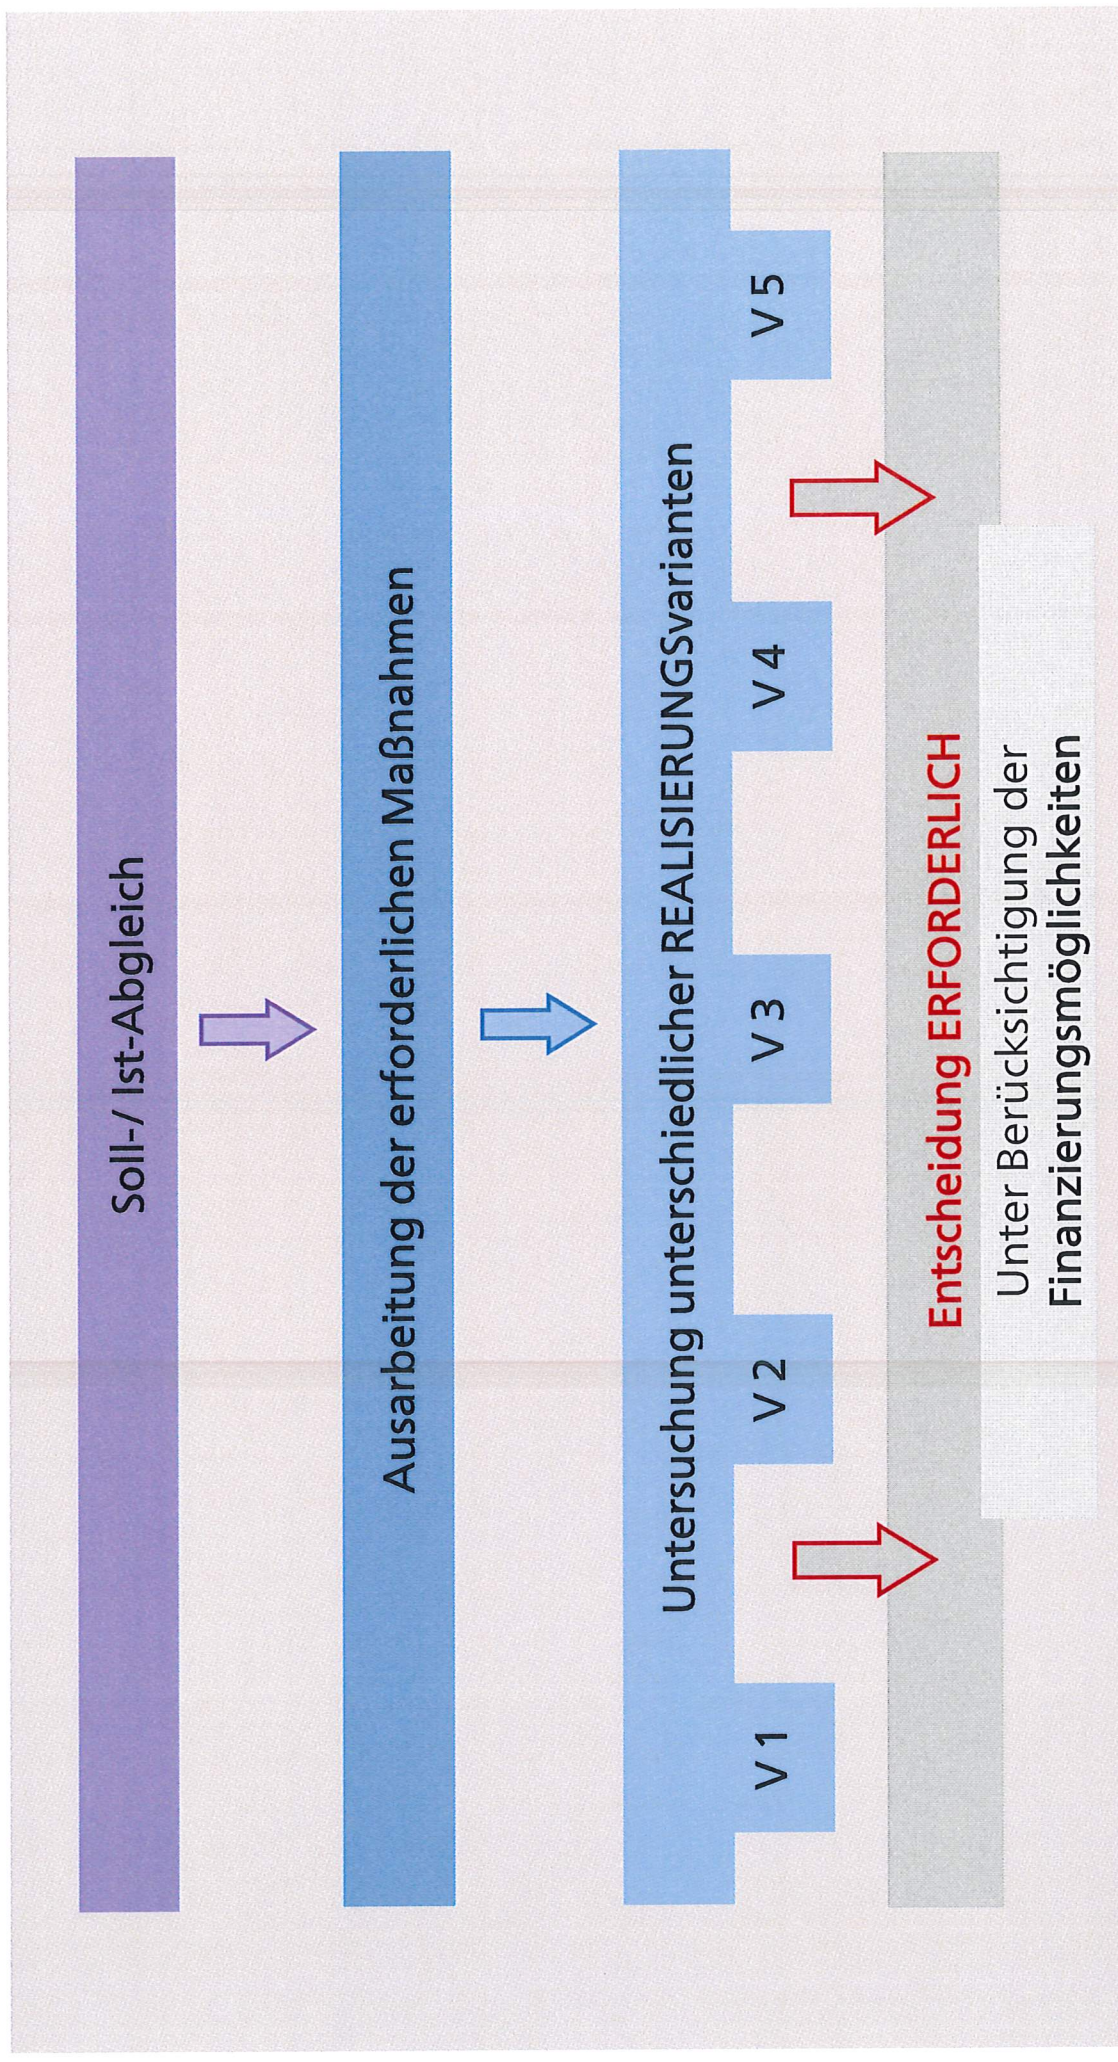 Soll-/ Ist-Abgleich
Ausarbeitung der erforderlichen Maßnahmen
Untersuchung unterschiedlicher REALISIERUNGSvarianten
V 1
V 2
V 3
V 4
V 5
Entscheidung ERFORDERLICH
Unter Berücksichtigung der
Finanzierungsmöglichkeiten